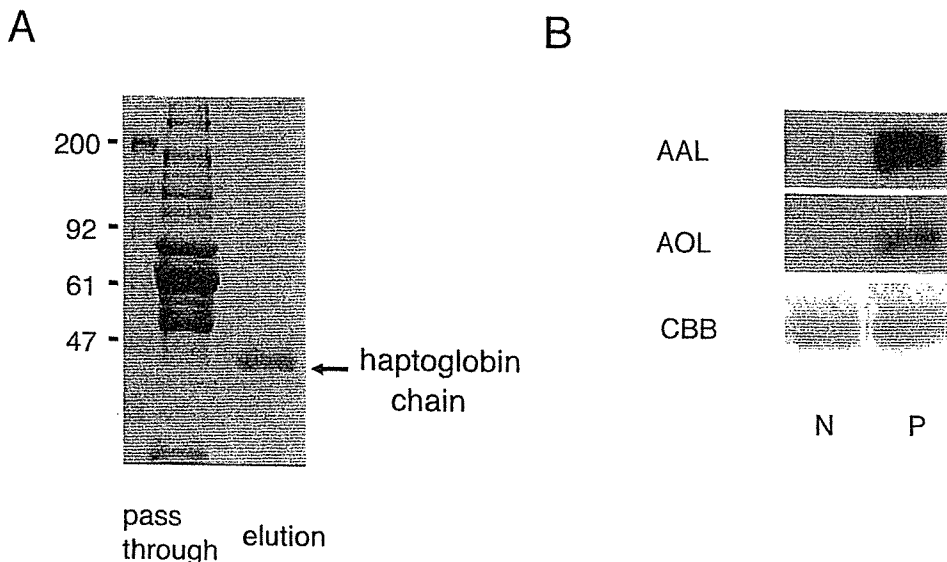 A
B
200
92
61
47
haptoglobin
chain
pass
through
elution
AAL
AOL
CBB
N
P